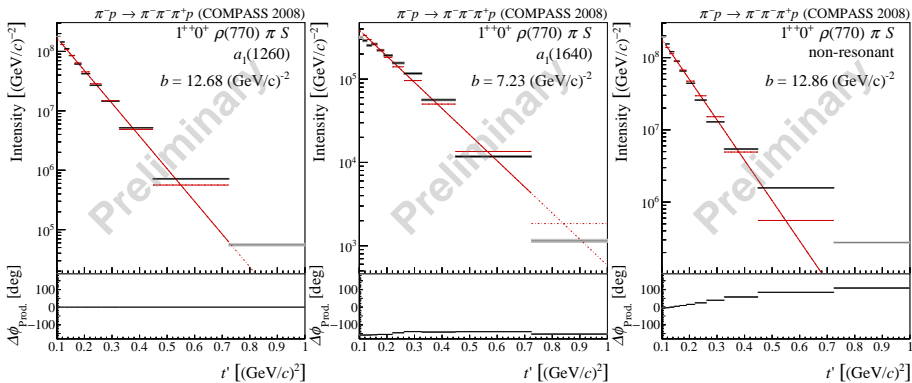 π⁻p → π⁻π⁻π⁺p (COMPASS 2008)
1⁺⁺0⁺ ρ(770) π S
a₁(1260)
b = 12.68 (GeV/c)⁻²
Preliminary
Intensity [(GeV/c)⁻²]
10⁸
10⁷
10⁶
10⁵
Δϕ_Prod. [deg]
100
0
−100
0.1 0.2 0.3 0.4 0.5 0.6 0.7 0.8 0.9 1
t' [(GeV/c)²]
π⁻p → π⁻π⁻π⁺p (COMPASS 2008)
1⁺⁺0⁺ ρ(770) π S
a₁(1640)
b = 7.23 (GeV/c)⁻²
Preliminary
Intensity [(GeV/c)⁻²]
10⁵
10⁴
10³
Δϕ_Prod. [deg]
100
0
−100
0.1 0.2 0.3 0.4 0.5 0.6 0.7 0.8 0.9 1
t' [(GeV/c)²]
π⁻p → π⁻π⁻π⁺p (COMPASS 2008)
1⁺⁺0⁺ ρ(770) π S
non-resonant
b = 12.86 (GeV/c)⁻²
Preliminary
Intensity [(GeV/c)⁻²]
10⁸
10⁷
10⁶
Δϕ_Prod. [deg]
100
0
−100
0.1 0.2 0.3 0.4 0.5 0.6 0.7 0.8 0.9 1
t' [(GeV/c)²]